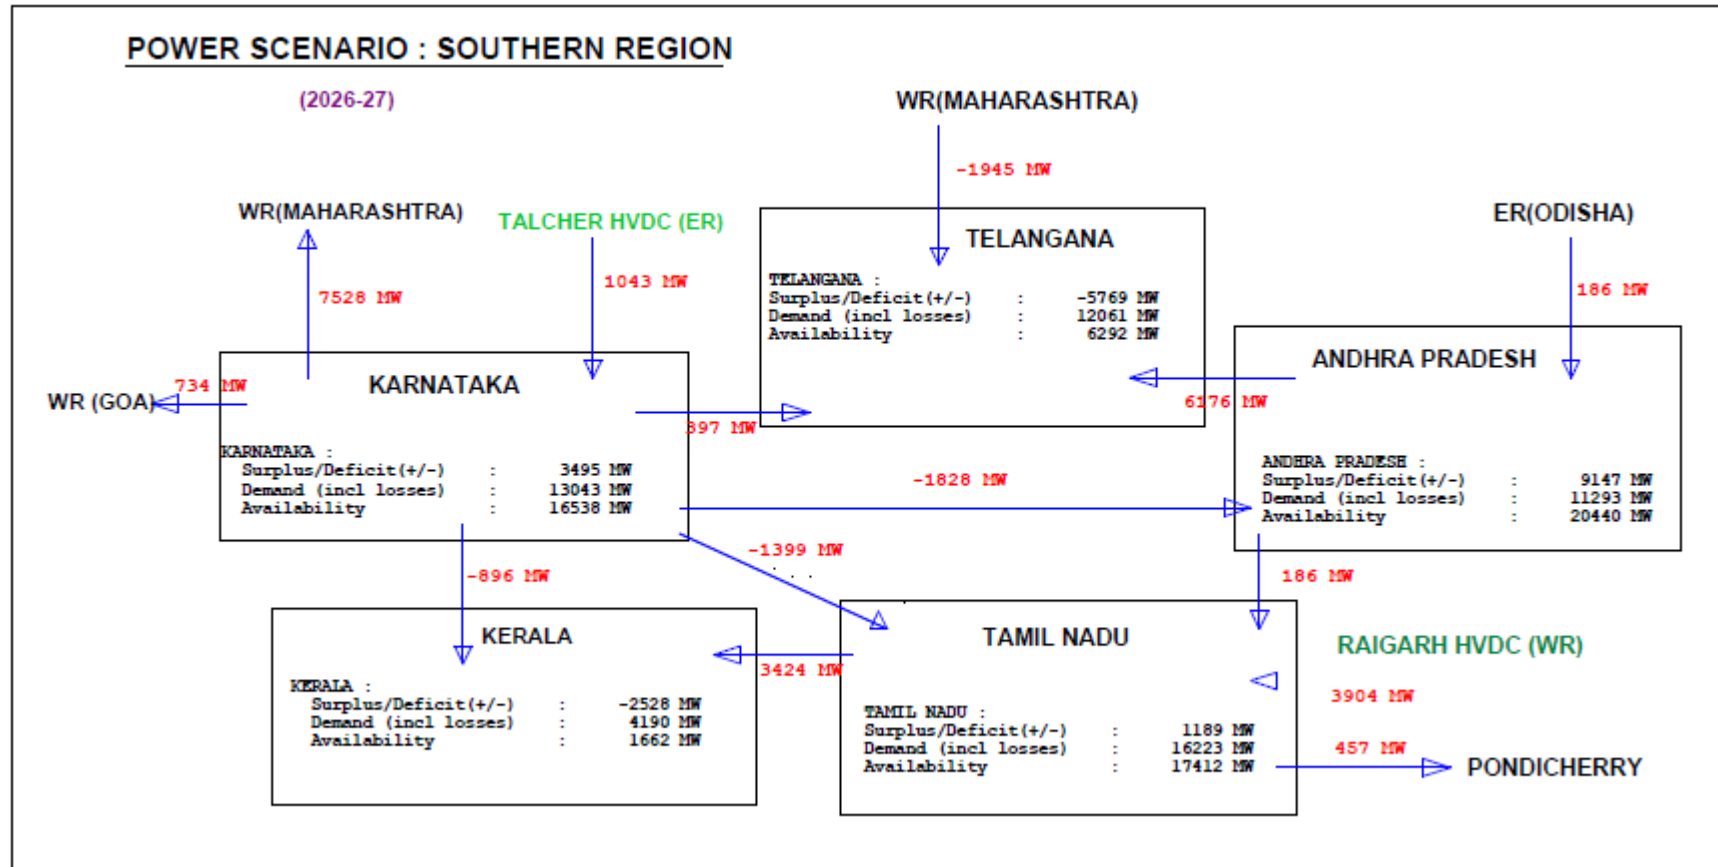 POWER SCENARIO : SOUTHERN REGION
(2026-27)
WR(MAHARASHTRA)
-1945 MW
WR(MAHARASHTRA)
7528 MW
TALCHER HVDC (ER)
1043 MW
ER(ODISHA)
186 MW
TELANGANA
TELANGANA :
Surplus/Deficit(+/-) : -5769 MW
Demand (incl losses) : 12061 MW
Availability : 6292 MW
WR (GOA)
734 MW
KARNATAKA
KARNATAKA :
Surplus/Deficit(+/-) : 3495 MW
Demand (incl losses) : 13043 MW
Availability : 16538 MW
397 MW
6176 MW
ANDHRA PRADESH
ANDHRA PRADESH :
Surplus/Deficit(+/-) : 9147 MW
Demand (incl losses) : 11293 MW
Availability : 20440 MW
-1828 MW
-1399 MW
-896 MW
186 MW
KERALA
KERALA :
Surplus/Deficit(+/-) : -2528 MW
Demand (incl losses) : 4190 MW
Availability : 1662 MW
3424 MW
TAMIL NADU
TAMIL NADU :
Surplus/Deficit(+/-) : 1189 MW
Demand (incl losses) : 16223 MW
Availability : 17412 MW
RAIGARH HVDC (WR)
3904 MW
457 MW
PONDICHERRY